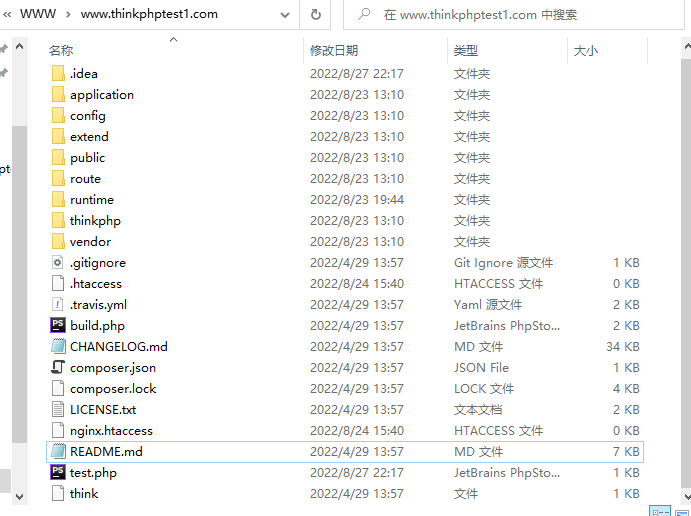 « WWW › www.thinkphptest1.com
在 www.thinkphptest1.com 中搜索
名称 修改日期 类型 大小
.idea 2022/8/27 22:17 文件夹
application 2022/8/23 13:10 文件夹
config 2022/8/23 13:10 文件夹
extend 2022/8/23 13:10 文件夹
public 2022/8/23 13:10 文件夹
route 2022/8/23 13:10 文件夹
runtime 2022/8/23 19:44 文件夹
thinkphp 2022/8/23 13:10 文件夹
vendor 2022/8/23 13:10 文件夹
.gitignore 2022/4/29 13:57 Git Ignore 源文件 1 KB
.htaccess 2022/8/24 15:40 HTACCESS 文件 0 KB
.travis.yml 2022/4/29 13:57 Yaml 源文件 2 KB
build.php 2022/4/29 13:57 JetBrains PhpSto... 2 KB
CHANGELOG.md 2022/4/29 13:57 MD 文件 34 KB
composer.json 2022/4/29 13:57 JSON File 1 KB
composer.lock 2022/4/29 13:57 LOCK 文件 4 KB
LICENSE.txt 2022/4/29 13:57 文本文档 2 KB
nginx.htaccess 2022/8/24 15:40 HTACCESS 文件 0 KB
README.md 2022/4/29 13:57 MD 文件 7 KB
test.php 2022/8/27 22:17 JetBrains PhpSto... 1 KB
think 2022/4/29 13:57 文件 1 KB